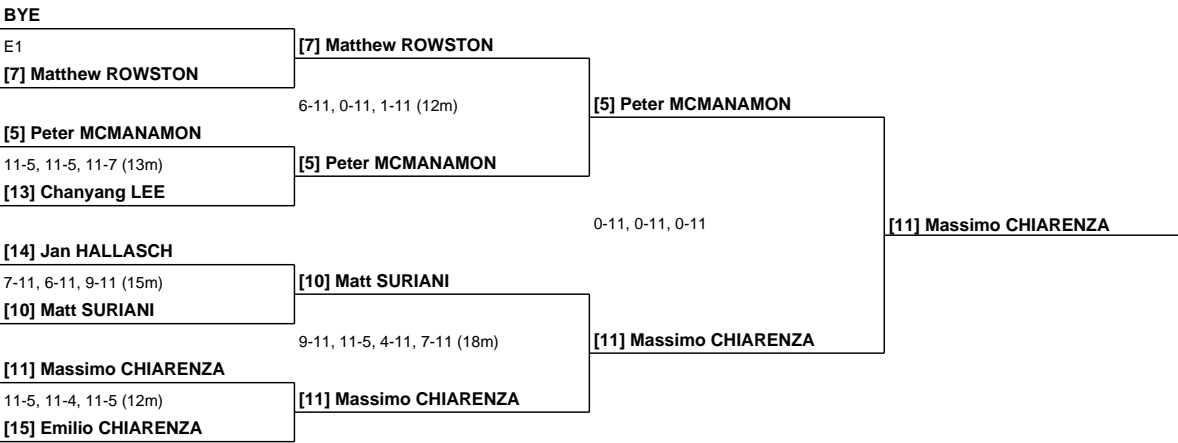 BYE
E1
[7] Matthew ROWSTON
[7] Matthew ROWSTON
6-11, 0-11, 1-11 (12m)
[5] Peter MCMANAMON
[5] Peter MCMANAMON
11-5, 11-5, 11-7 (13m)
[5] Peter MCMANAMON
[13] Chanyang LEE
0-11, 0-11, 0-11
[11] Massimo CHIARENZA
[14] Jan HALLASCH
7-11, 6-11, 9-11 (15m)
[10] Matt SURIANI
[10] Matt SURIANI
9-11, 11-5, 4-11, 7-11 (18m)
[11] Massimo CHIARENZA
[11] Massimo CHIARENZA
11-5, 11-4, 11-5 (12m)
[11] Massimo CHIARENZA
[15] Emilio CHIARENZA